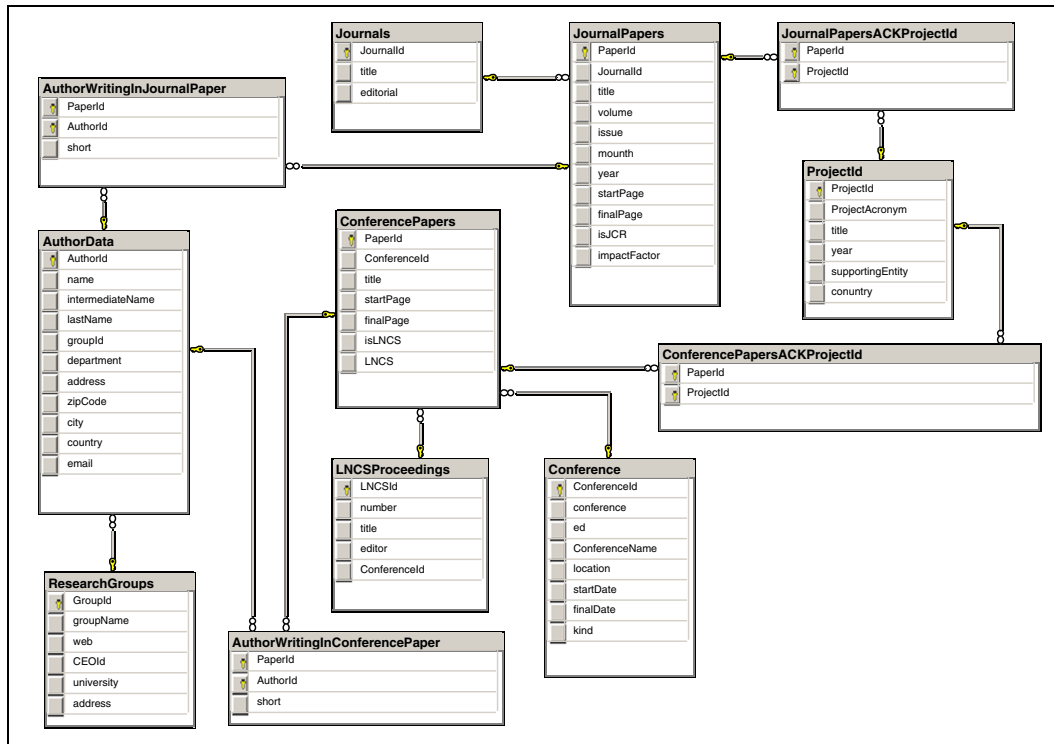 Journals
JournalId
title
editorial
JournalPapers
PaperId
JournalId
title
volume
issue
mounth
year
startPage
finalPage
isJCR
impactFactor
JournalPapersACKProjectId
PaperId
ProjectId
AuthorWritingInJournalPaper
PaperId
AuthorId
short
ProjectId
ProjectId
ProjectAcronym
title
year
supportingEntity
conuntry
ConferencePapers
PaperId
ConferenceId
title
startPage
finalPage
isLNCS
LNCS
AuthorData
AuthorId
name
intermediateName
lastName
groupId
department
address
zipCode
city
country
email
ConferencePapersACKProjectId
PaperId
ProjectId
LNCSProceedings
LNCSId
number
title
editor
ConferenceId
Conference
ConferenceId
conference
ed
ConferenceName
location
startDate
finalDate
kind
ResearchGroups
GroupId
groupName
web
CEOId
university
address
AuthorWritingInConferencePaper
PaperId
AuthorId
short